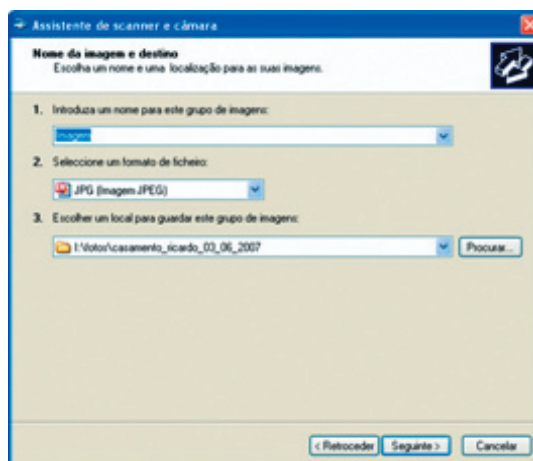 Assistente de scanner e câmara
Nome da imagem e destino
Escolha um nome e uma localização para as suas imagens.
1. Introduza um nome para este grupo de imagens:
Imagem
2. Seleccione um formato de ficheiro:
JPG (Imagem JPEG)
3. Escolher um local para guardar este grupo de imagens:
I:\fotos\casamento_ricardo_03_06_2007
Procurar...
< Retroceder Seguinte > Cancelar